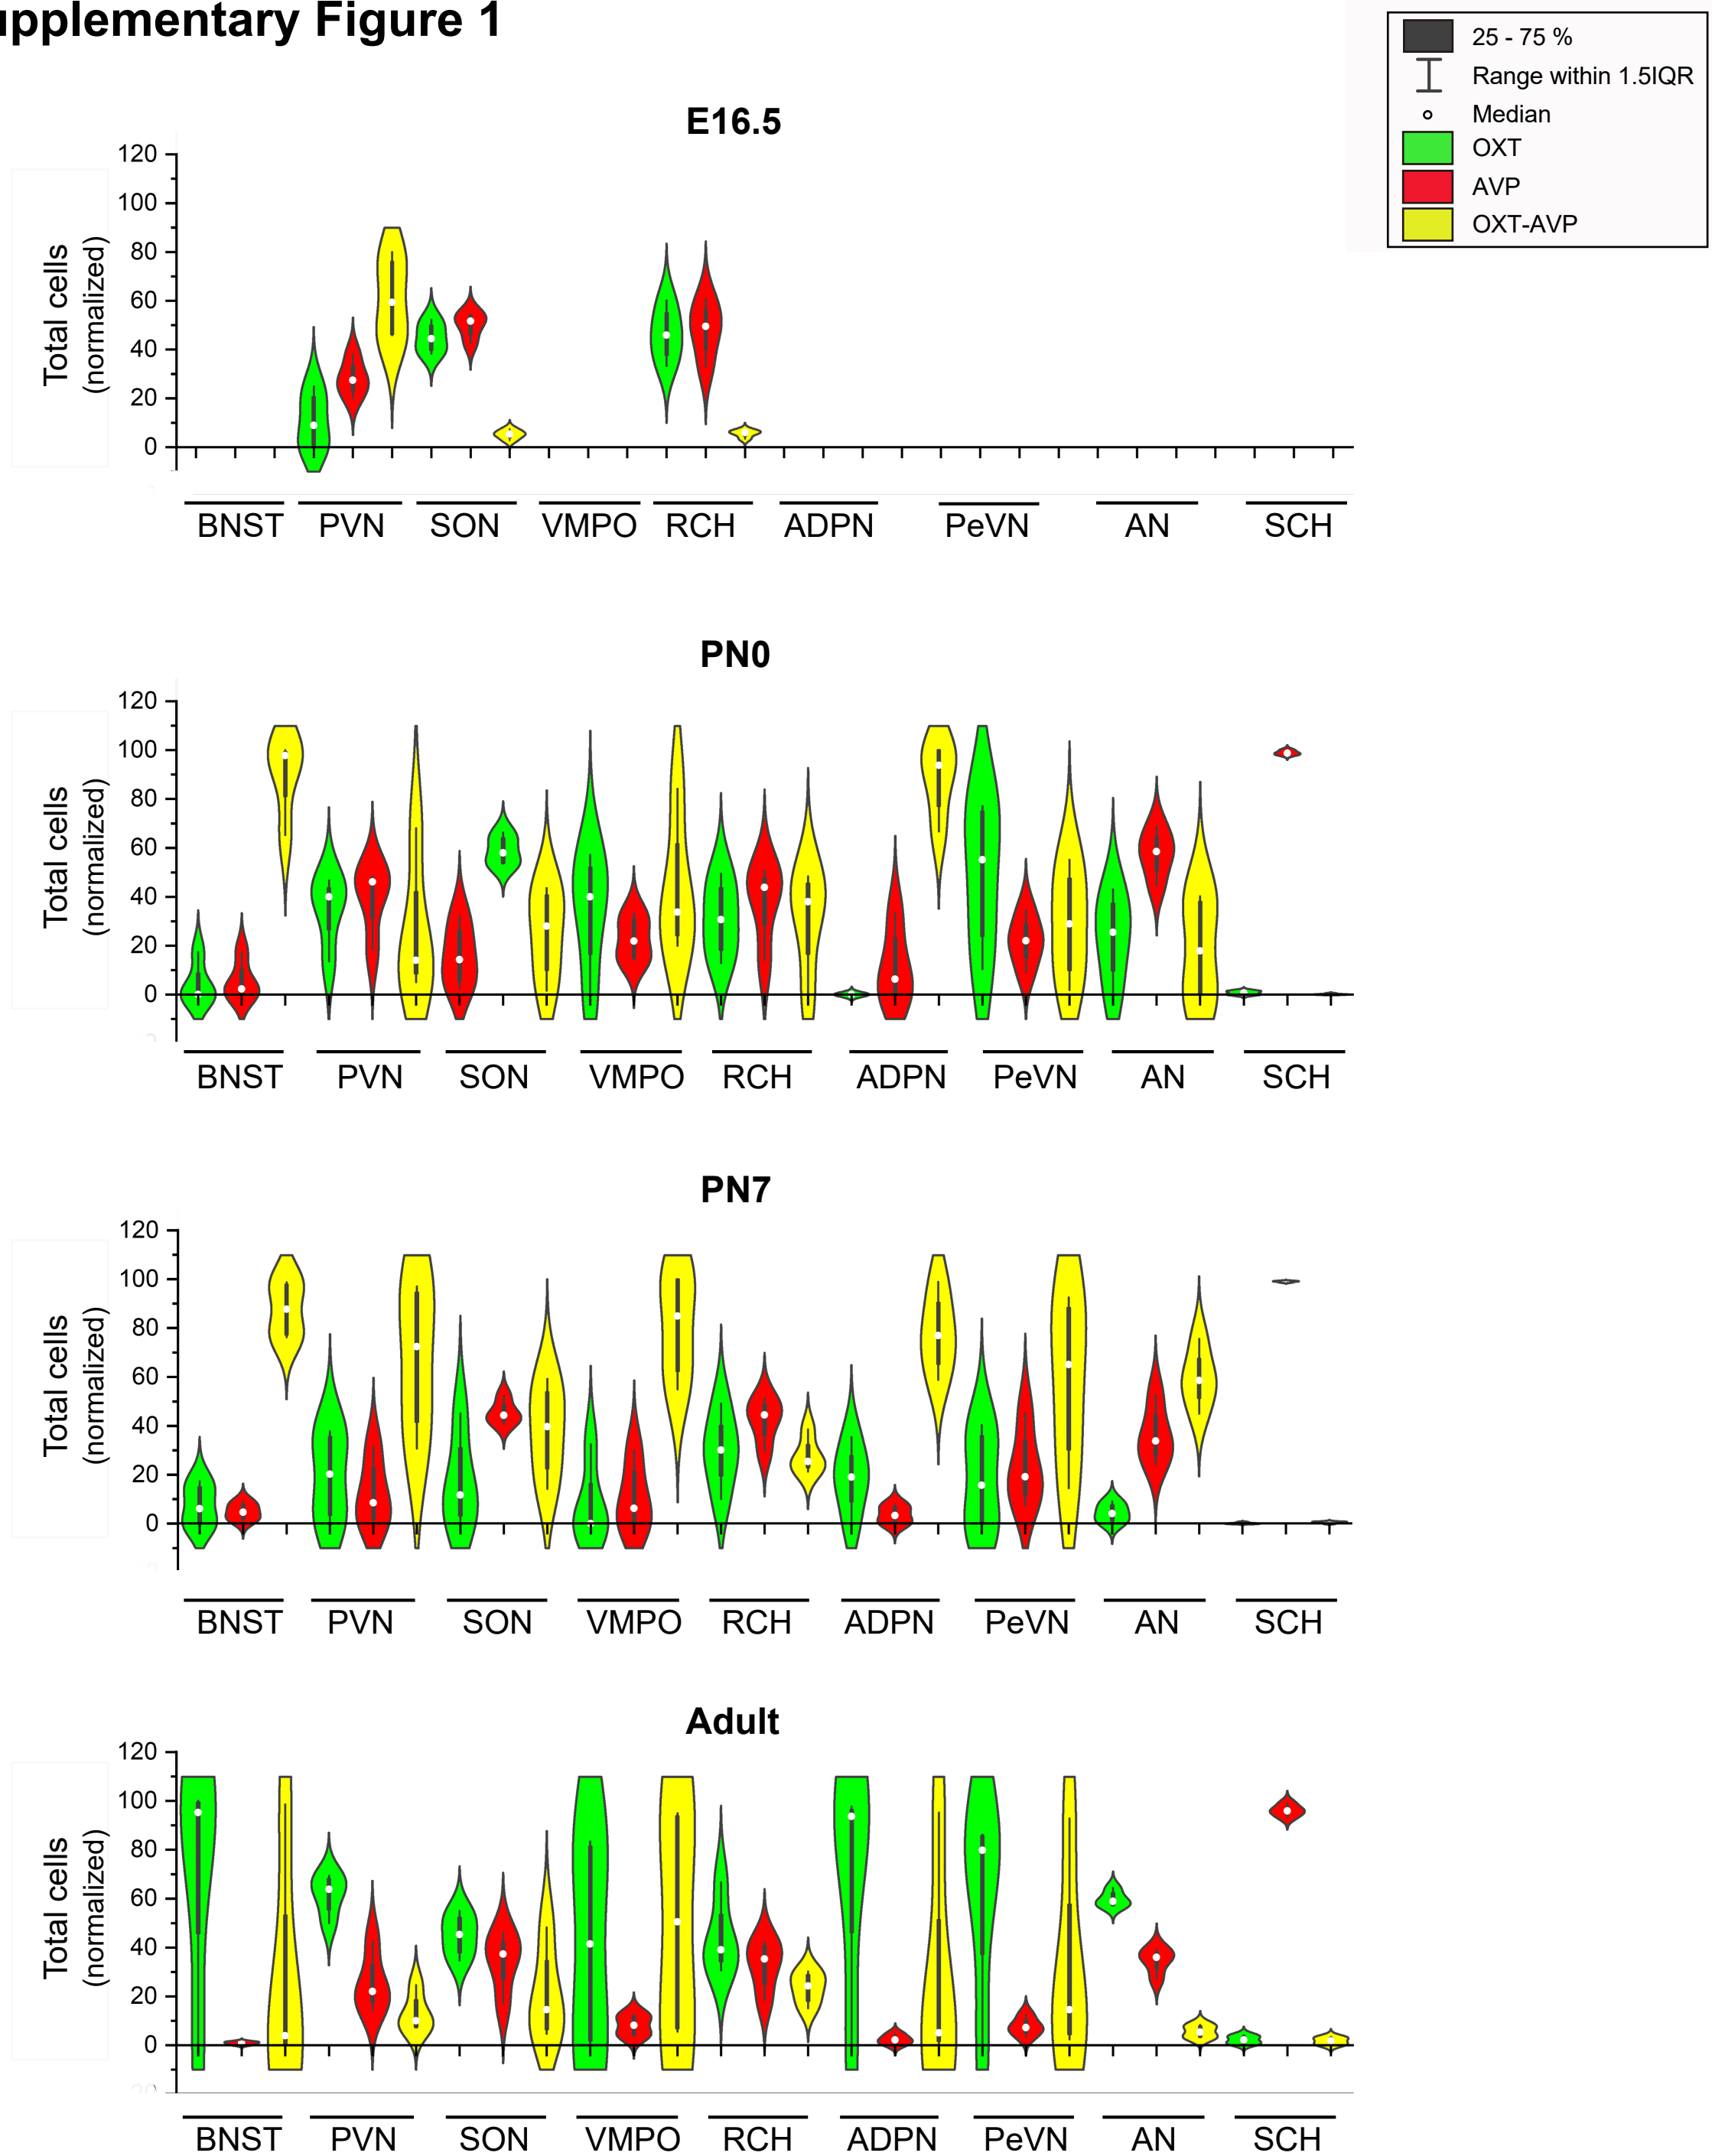 upplementary Figure 1
25 - 75 %
Range within 1.5IQR
Median
OXT
AVP
OXT-AVP
E16.5
Total cells
(normalized)
120
100
80
60
40
20
0
BNST PVN SON VMPO RCH ADPN PeVN AN SCH
PN0
Total cells
(normalized)
120
100
80
60
40
20
0
BNST PVN SON VMPO RCH ADPN PeVN AN SCH
PN7
Total cells
(normalized)
120
100
80
60
40
20
0
BNST PVN SON VMPO RCH ADPN PeVN AN SCH
Adult
Total cells
(normalized)
120
100
80
60
40
20
0
BNST PVN SON VMPO RCH ADPN PeVN AN SCH